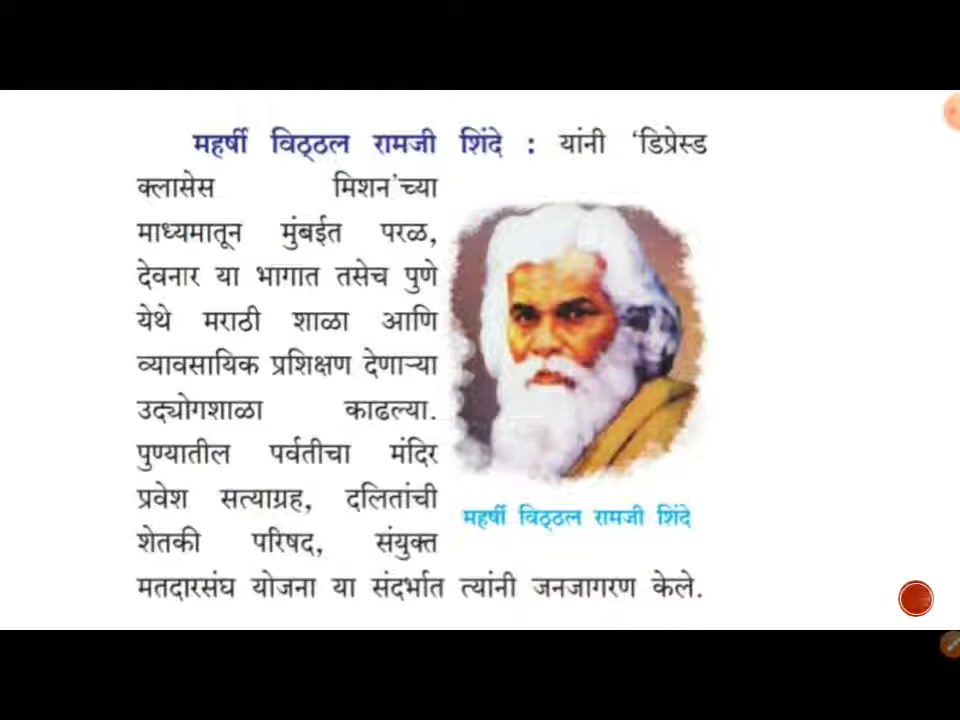 महर्षी विठ्ठल रामजी शिंदे : यांनी ‘डिप्रेस्ड
क्लासेस मिशन’च्या
माध्यमातून मुंबईत परळ,
देवनार या भागात तसेच पुणे
येथे मराठी शाळा आणि
व्यावसायिक प्रशिक्षण देणाऱ्या
उद्योगशाळा काढल्या.
पुण्यातील पर्वतीचा मंदिर
प्रवेश सत्याग्रह, दलितांची
शेतकी परिषद, संयुक्त
मतदारसंघ योजना या संदर्भात त्यांनी जनजागरण केले.
महर्षी विठ्ठल रामजी शिंदे